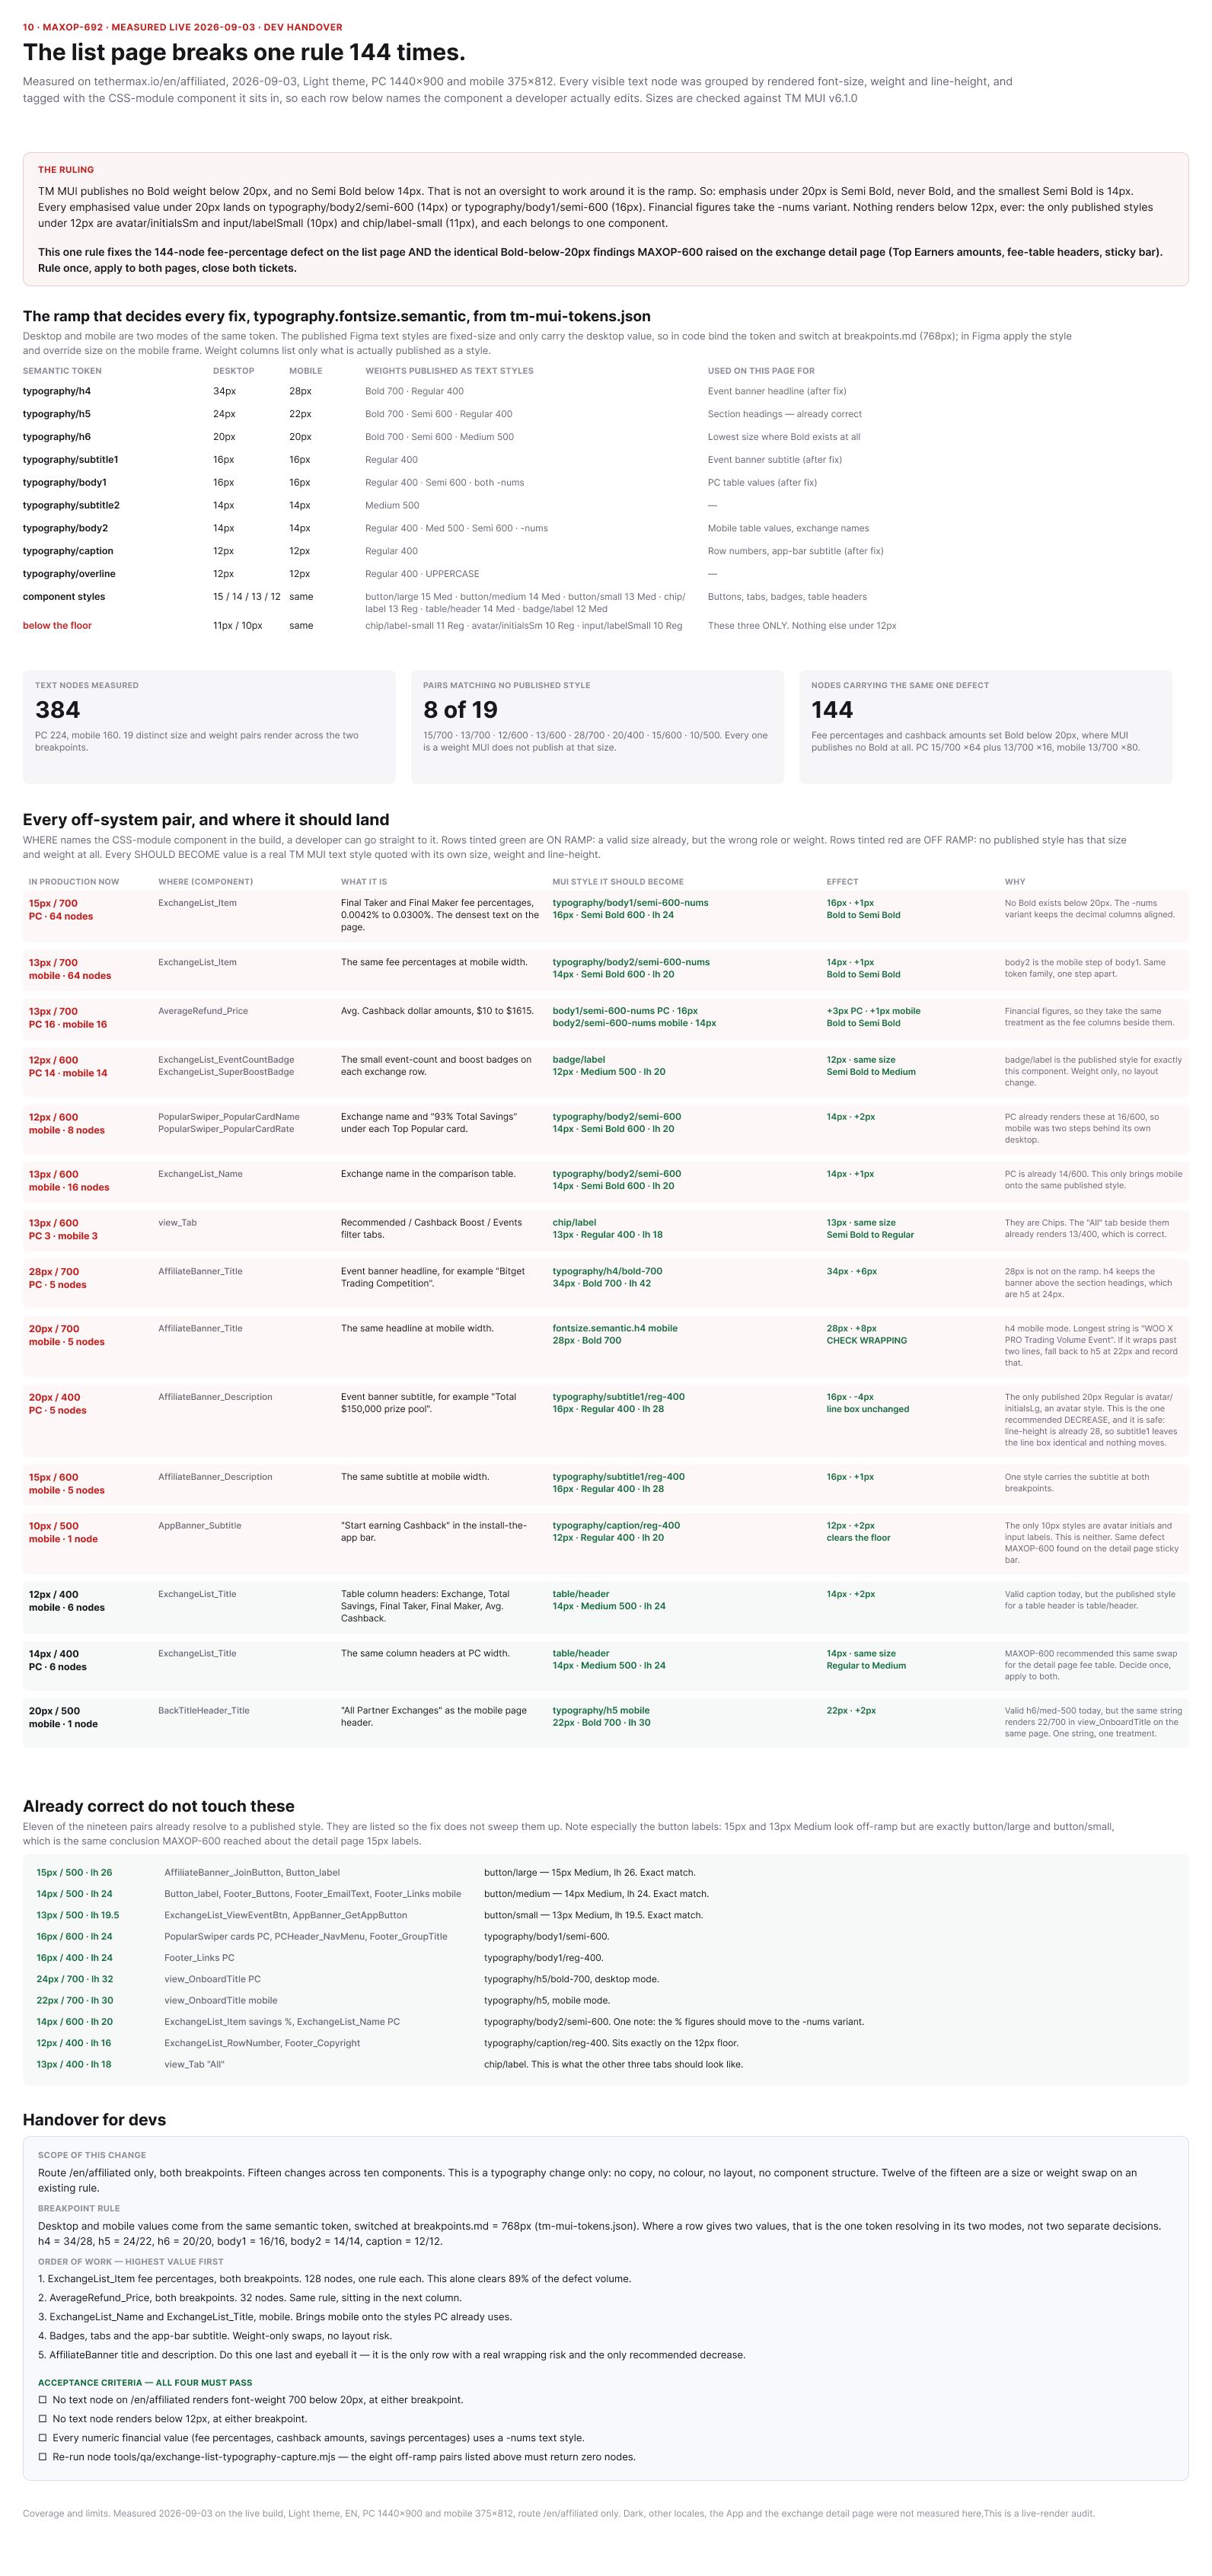 10 · MAXOP-692 · MEASURED LIVE 2026-09-03 · DEV HANDOVER
The list page breaks one rule 144 times.
Measured on tethermax.io/en/affiliated, 2026-09-03, Light theme, PC 1440×900 and mobile 375×812. Every visible text node was grouped by rendered font-size, weight and line-height, and
tagged with the CSS-module component it sits in, so each row below names the component a developer actually edits. Sizes are checked against TM MUI v6.1.0
THE RULING
TM MUI publishes no Bold weight below 20px, and no Semi Bold below 14px. That is not an oversight to work around it is the ramp. So: emphasis under 20px is Semi Bold, never Bold, and the smallest Semi Bold is 14px.
Every emphasised value under 20px lands on typography/body2/semi-600 (14px) or typography/body1/semi-600 (16px). Financial figures take the -nums variant. Nothing renders below 12px, ever: the only published styles
under 12px are avatar/initialsSm and input/labelSmall (10px) and chip/label-small (11px), and each belongs to one component.
This one rule fixes the 144-node fee-percentage defect on the list page AND the identical Bold-below-20px findings MAXOP-600 raised on the exchange detail page (Top Earners amounts, fee-table headers, sticky bar).
Rule once, apply to both pages, close both tickets.
The ramp that decides every fix, typography.fontsize.semantic, from tm-mui-tokens.json
Desktop and mobile are two modes of the same token. The published Figma text styles are fixed-size and only carry the desktop value, so in code bind the token and switch at breakpoints.md (768px); in Figma apply the style
and override size on the mobile frame. Weight columns list only what is actually published as a style.
SEMANTIC TOKEN DESKTOP MOBILE WEIGHTS PUBLISHED AS TEXT STYLES USED ON THIS PAGE FOR
typography/h4 34px 28px Bold 700 · Regular 400 Event banner headline (after fix)
typography/h5 24px 22px Bold 700 · Semi 600 · Regular 400 Section headings — already correct
typography/h6 20px 20px Bold 700 · Semi 600 · Medium 500 Lowest size where Bold exists at all
typography/subtitle1 16px 16px Regular 400 Event banner subtitle (after fix)
typography/body1 16px 16px Regular 400 · Semi 600 · both -nums PC table values (after fix)
typography/subtitle2 14px 14px Medium 500 —
typography/body2 14px 14px Regular 400 · Med 500 · Semi 600 · -nums Mobile table values, exchange names
typography/caption 12px 12px Regular 400 Row numbers, app-bar subtitle (after fix)
typography/overline 12px 12px Regular 400 · UPPERCASE —
component styles 15 / 14 / 13 / 12 same button/large 15 Med · button/medium 14 Med · button/small 13 Med · chip/ Buttons, tabs, badges, table headers
label 13 Reg · table/header 14 Med · badge/label 12 Med
below the floor 11px / 10px same chip/label-small 11 Reg · avatar/initialsSm 10 Reg · input/labelSmall 10 Reg These three ONLY. Nothing else under 12px
TEXT NODES MEASURED
384
PC 224, mobile 160. 19 distinct size and weight pairs render across the two
breakpoints.
PAIRS MATCHING NO PUBLISHED STYLE
8 of 19
15/700 · 13/700 · 12/600 · 13/600 · 28/700 · 20/400 · 15/600 · 10/500. Every one
is a weight MUI does not publish at that size.
NODES CARRYING THE SAME ONE DEFECT
144
Fee percentages and cashback amounts set Bold below 20px, where MUI
publishes no Bold at all. PC 15/700 ×64 plus 13/700 ×16, mobile 13/700 ×80.
Every off-system pair, and where it should land
WHERE names the CSS-module component in the build, a developer can go straight to it. Rows tinted green are ON RAMP: a valid size already, but the wrong role or weight. Rows tinted red are OFF RAMP: no published style has that size
and weight at all. Every SHOULD BECOME value is a real TM MUI text style quoted with its own size, weight and line-height.
IN PRODUCTION NOW WHERE (COMPONENT) WHAT IT IS MUI STYLE IT SHOULD BECOME EFFECT WHY
15px / 700 ExchangeList_Item Final Taker and Final Maker fee percentages, typography/body1/semi-600-nums 16px · +1px No Bold exists below 20px. The -nums
PC · 64 nodes 0.0042% to 0.0300%. The densest text on the 16px · Semi Bold 600 · lh 24 Bold to Semi Bold variant keeps the decimal columns aligned.
page.
13px / 700 ExchangeList_Item The same fee percentages at mobile width. typography/body2/semi-600-nums 14px · +1px body2 is the mobile step of body1. Same
mobile · 64 nodes 14px · Semi Bold 600 · lh 20 Bold to Semi Bold token family, one step apart.
13px / 700 AverageRefund_Price Avg. Cashback dollar amounts, $10 to $1615. body1/semi-600-nums PC · 16px +3px PC · +1px mobile Financial figures, so they take the same
PC 16 · mobile 16 body2/semi-600-nums mobile · 14px Bold to Semi Bold treatment as the fee columns beside them.
12px / 600 ExchangeList_EventCountBadge The small event-count and boost badges on badge/label 12px · same size badge/label is the published style for exactly
PC 14 · mobile 14 ExchangeList_SuperBoostBadge each exchange row. 12px · Medium 500 · lh 20 Semi Bold to Medium this component. Weight only, no layout
change.
12px / 600 PopularSwiper_PopularCardName Exchange name and "93% Total Savings" typography/body2/semi-600 14px · +2px PC already renders these at 16/600, so
mobile · 8 nodes PopularSwiper_PopularCardRate under each Top Popular card. 14px · Semi Bold 600 · lh 20 mobile was two steps behind its own
desktop.
13px / 600 ExchangeList_Name Exchange name in the comparison table. typography/body2/semi-600 14px · +1px PC is already 14/600. This only brings mobile
mobile · 16 nodes 14px · Semi Bold 600 · lh 20 onto the same published style.
13px / 600 view_Tab Recommended / Cashback Boost / Events chip/label 13px · same size They are Chips. The "All" tab beside them
PC 3 · mobile 3 filter tabs. 13px · Regular 400 · lh 18 Semi Bold to Regular already renders 13/400, which is correct.
28px / 700 AffiliateBanner_Title Event banner headline, for example "Bitget typography/h4/bold-700 34px · +6px 28px is not on the ramp. h4 keeps the
PC · 5 nodes Trading Competition". 34px · Bold 700 · lh 42 banner above the section headings, which
are h5 at 24px.
20px / 700 AffiliateBanner_Title The same headline at mobile width. fontsize.semantic.h4 mobile 28px · +8px h4 mobile mode. Longest string is "WOO X
mobile · 5 nodes 28px · Bold 700 CHECK WRAPPING PRO Trading Volume Event". If it wraps past
two lines, fall back to h5 at 22px and record
that.
20px / 400 AffiliateBanner_Description Event banner subtitle, for example "Total typography/subtitle1/reg-400 16px · -4px The only published 20px Regular is avatar/
PC · 5 nodes $150,000 prize pool". 16px · Regular 400 · lh 28 line box unchanged initialsLg, an avatar style. This is the one
recommended DECREASE, and it is safe:
line-height is already 28, so subtitle1 leaves
the line box identical and nothing moves.
15px / 600 AffiliateBanner_Description The same subtitle at mobile width. typography/subtitle1/reg-400 16px · +1px One style carries the subtitle at both
mobile · 5 nodes 16px · Regular 400 · lh 28 breakpoints.
10px / 500 AppBanner_Subtitle "Start earning Cashback" in the install-the- typography/caption/reg-400 12px · +2px The only 10px styles are avatar initials and
mobile · 1 node app bar. 12px · Regular 400 · lh 20 clears the floor input labels. This is neither. Same defect
MAXOP-600 found on the detail page sticky
bar.
12px / 400 ExchangeList_Title Table column headers: Exchange, Total table/header 14px · +2px Valid caption today, but the published style
mobile · 6 nodes Savings, Final Taker, Final Maker, Avg. 14px · Medium 500 · lh 24 for a table header is table/header.
Cashback.
14px / 400 ExchangeList_Title The same column headers at PC width. table/header 14px · same size MAXOP-600 recommended this same swap
PC · 6 nodes 14px · Medium 500 · lh 24 Regular to Medium for the detail page fee table. Decide once,
apply to both.
20px / 500 BackTitleHeader_Title "All Partner Exchanges" as the mobile page typography/h5 mobile 22px · +2px Valid h6/med-500 today, but the same string
mobile · 1 node header. 22px · Bold 700 · lh 30 renders 22/700 in view_OnboardTitle on the
same page. One string, one treatment.
Already correct do not touch these
Eleven of the nineteen pairs already resolve to a published style. They are listed so the fix does not sweep them up. Note especially the button labels: 15px and 13px Medium look off-ramp but are exactly button/large and button/small,
which is the same conclusion MAXOP-600 reached about the detail page 15px labels.
15px / 500 · lh 26 AffiliateBanner_JoinButton, Button_label button/large — 15px Medium, lh 26. Exact match.
14px / 500 · lh 24 Button_label, Footer_Buttons, Footer_EmailText, Footer_Links mobile button/medium — 14px Medium, lh 24. Exact match.
13px / 500 · lh 19.5 ExchangeList_ViewEventBtn, AppBanner_GetAppButton button/small — 13px Medium, lh 19.5. Exact match.
16px / 600 · lh 24 PopularSwiper cards PC, PCHeader_NavMenu, Footer_GroupTitle typography/body1/semi-600.
16px / 400 · lh 24 Footer_Links PC typography/body1/reg-400.
24px / 700 · lh 32 view_OnboardTitle PC typography/h5/bold-700, desktop mode.
22px / 700 · lh 30 view_OnboardTitle mobile typography/h5, mobile mode.
14px / 600 · lh 20 ExchangeList_Item savings %, ExchangeList_Name PC typography/body2/semi-600. One note: the % figures should move to the -nums variant.
12px / 400 · lh 16 ExchangeList_RowNumber, Footer_Copyright typography/caption/reg-400. Sits exactly on the 12px floor.
13px / 400 · lh 18 view_Tab "All" chip/label. This is what the other three tabs should look like.
Handover for devs
SCOPE OF THIS CHANGE
Route /en/affiliated only, both breakpoints. Fifteen changes across ten components. This is a typography change only: no copy, no colour, no layout, no component structure. Twelve of the fifteen are a size or weight swap on an
existing rule.
BREAKPOINT RULE
Desktop and mobile values come from the same semantic token, switched at breakpoints.md = 768px (tm-mui-tokens.json). Where a row gives two values, that is the one token resolving in its two modes, not two separate decisions.
h4 = 34/28, h5 = 24/22, h6 = 20/20, body1 = 16/16, body2 = 14/14, caption = 12/12.
ORDER OF WORK — HIGHEST VALUE FIRST
1. ExchangeList_Item fee percentages, both breakpoints. 128 nodes, one rule each. This alone clears 89% of the defect volume.
2. AverageRefund_Price, both breakpoints. 32 nodes. Same rule, sitting in the next column.
3. ExchangeList_Name and ExchangeList_Title, mobile. Brings mobile onto the styles PC already uses.
4. Badges, tabs and the app-bar subtitle. Weight-only swaps, no layout risk.
5. AffiliateBanner title and description. Do this one last and eyeball it — it is the only row with a real wrapping risk and the only recommended decrease.
ACCEPTANCE CRITERIA — ALL FOUR MUST PASS
☐ No text node on /en/affiliated renders font-weight 700 below 20px, at either breakpoint.
☐ No text node renders below 12px, at either breakpoint.
☐ Every numeric financial value (fee percentages, cashback amounts, savings percentages) uses a -nums text style.
☐ Re-run node tools/qa/exchange-list-typography-capture.mjs — the eight off-ramp pairs listed above must return zero nodes.
Coverage and limits. Measured 2026-09-03 on the live build, Light theme, EN, PC 1440×900 and mobile 375×812, route /en/affiliated only. Dark, other locales, the App and the exchange detail page were not measured here,This is a live-render audit.